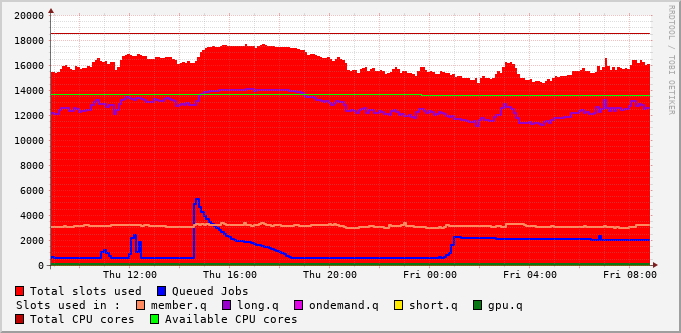 20000
18000
16000
14000
12000
10000
8000
6000
4000
2000
0
Thu 12:00 Thu 16:00 Thu 20:00 Fri 00:00 Fri 04:00 Fri 08:00
Total slots used Queued Jobs
Slots used in : member.q long.q ondemand.q short.q gpu.q
Total CPU cores Available CPU cores
RRDTOOL / TOBI OETIKER